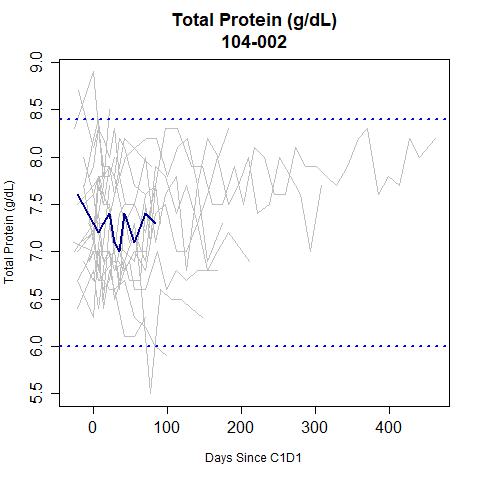 Total Protein (g/dL)
104-002
Total Protein (g/dL)
9.0
8.5
8.0
7.5
7.0
6.5
6.0
5.5
0 100 200 300 400
Days Since C1D1